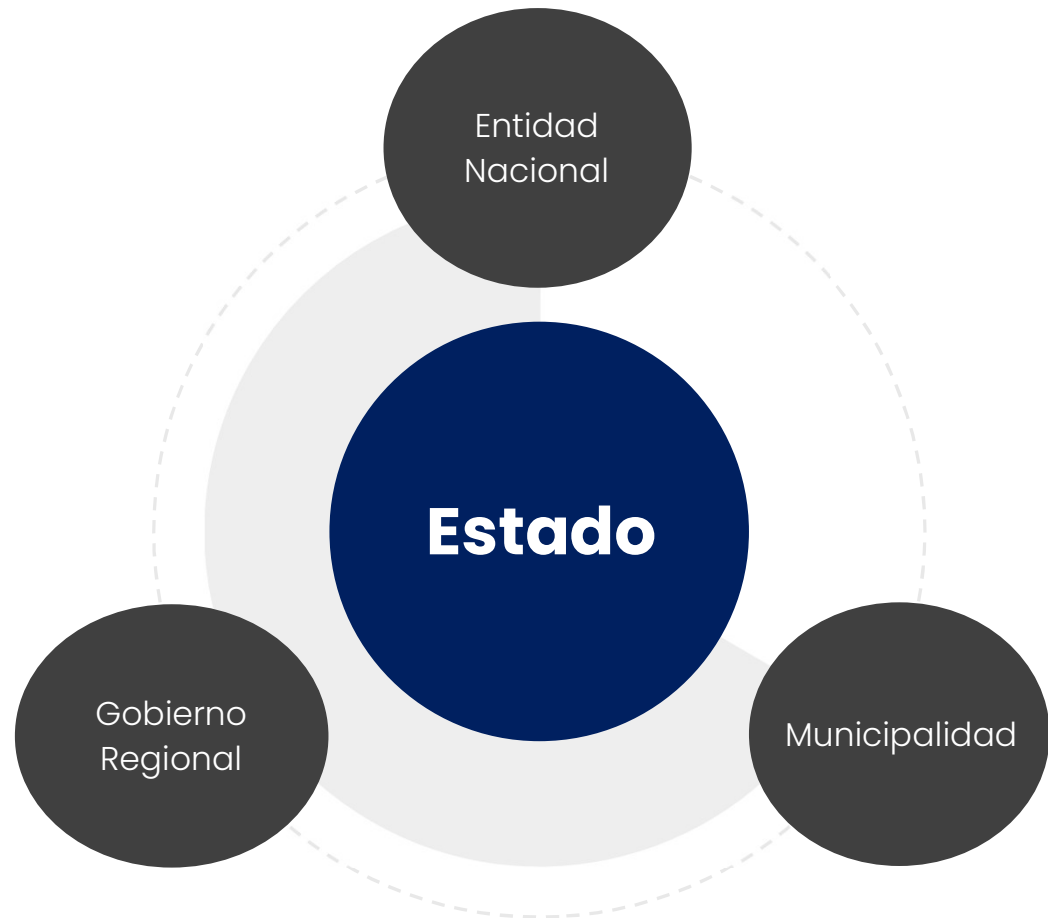 Entidad
Nacional
Estado
Gobierno
Regional
Municipalidad